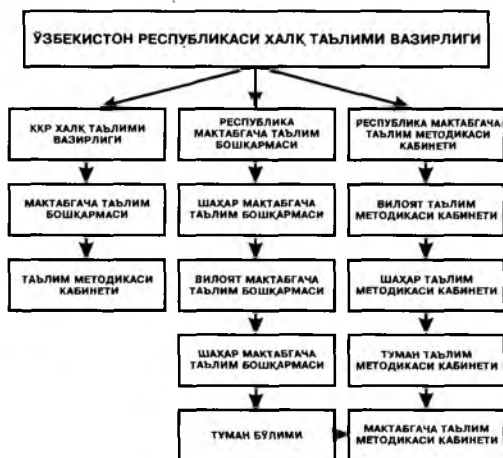 ЎЗБЕКИСТОН РЕСПУБЛИКАСИ ХАЛҚ ТАЪЛИМИ ВАЗИРЛИГИ
ҚҚР ХАЛҚ ТАЪЛИМИ
ВАЗИРЛИГИ
РЕСПУБЛИКА
МАКТАБГАЧА ТАЪЛИМ
БОШҚАРМАСИ
РЕСПУБЛИКА МАКТАБГАЧА
ТАЪЛИМ МЕТОДИКАСИ
КАБИНЕТИ
МАКТАБГАЧА ТАЪЛИМ
БОШҚАРМАСИ
ШАҲАР МАКТАБГАЧА
ТАЪЛИМ БОШҚАРМАСИ
ВИЛОЯТ ТАЪЛИМ
МЕТОДИКАСИ КАБИНЕТИ
ТАЪЛИМ МЕТОДИКАСИ
КАБИНЕТИ
ВИЛОЯТ МАКТАБГАЧА
ТАЪЛИМ БОШҚАРМАСИ
ШАҲАР ТАЪЛИМ
МЕТОДИКАСИ КАБИНЕТИ
ШАҲАР МАКТАБГАЧА
ТАЪЛИМ БОШҚАРМАСИ
ТУМАН ТАЪЛИМ
МЕТОДИКАСИ КАБИНЕТИ
ТУМАН БЎЛИМИ
МАКТАБГАЧА ТАЪЛИМ
МЕТОДИКАСИ КАБИНЕТИ